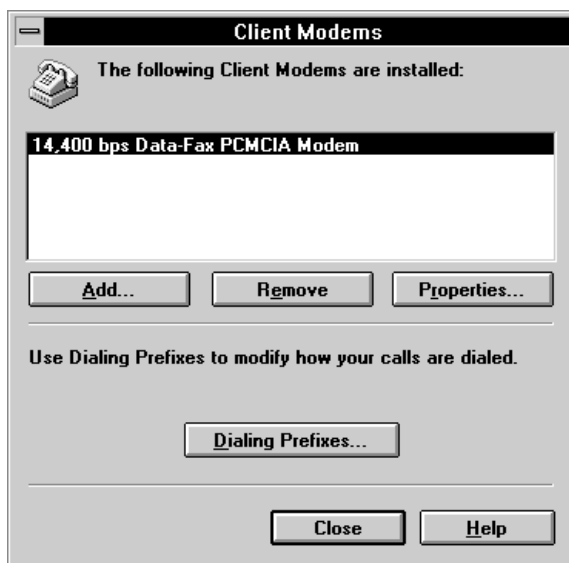 Client Modems
The following Client Modems are installed:
14,400 bps Data-Fax PCMCIA Modem
Add... Remove Properties...
Use Dialing Prefixes to modify how your calls are dialed.
Dialing Prefixes...
Close Help